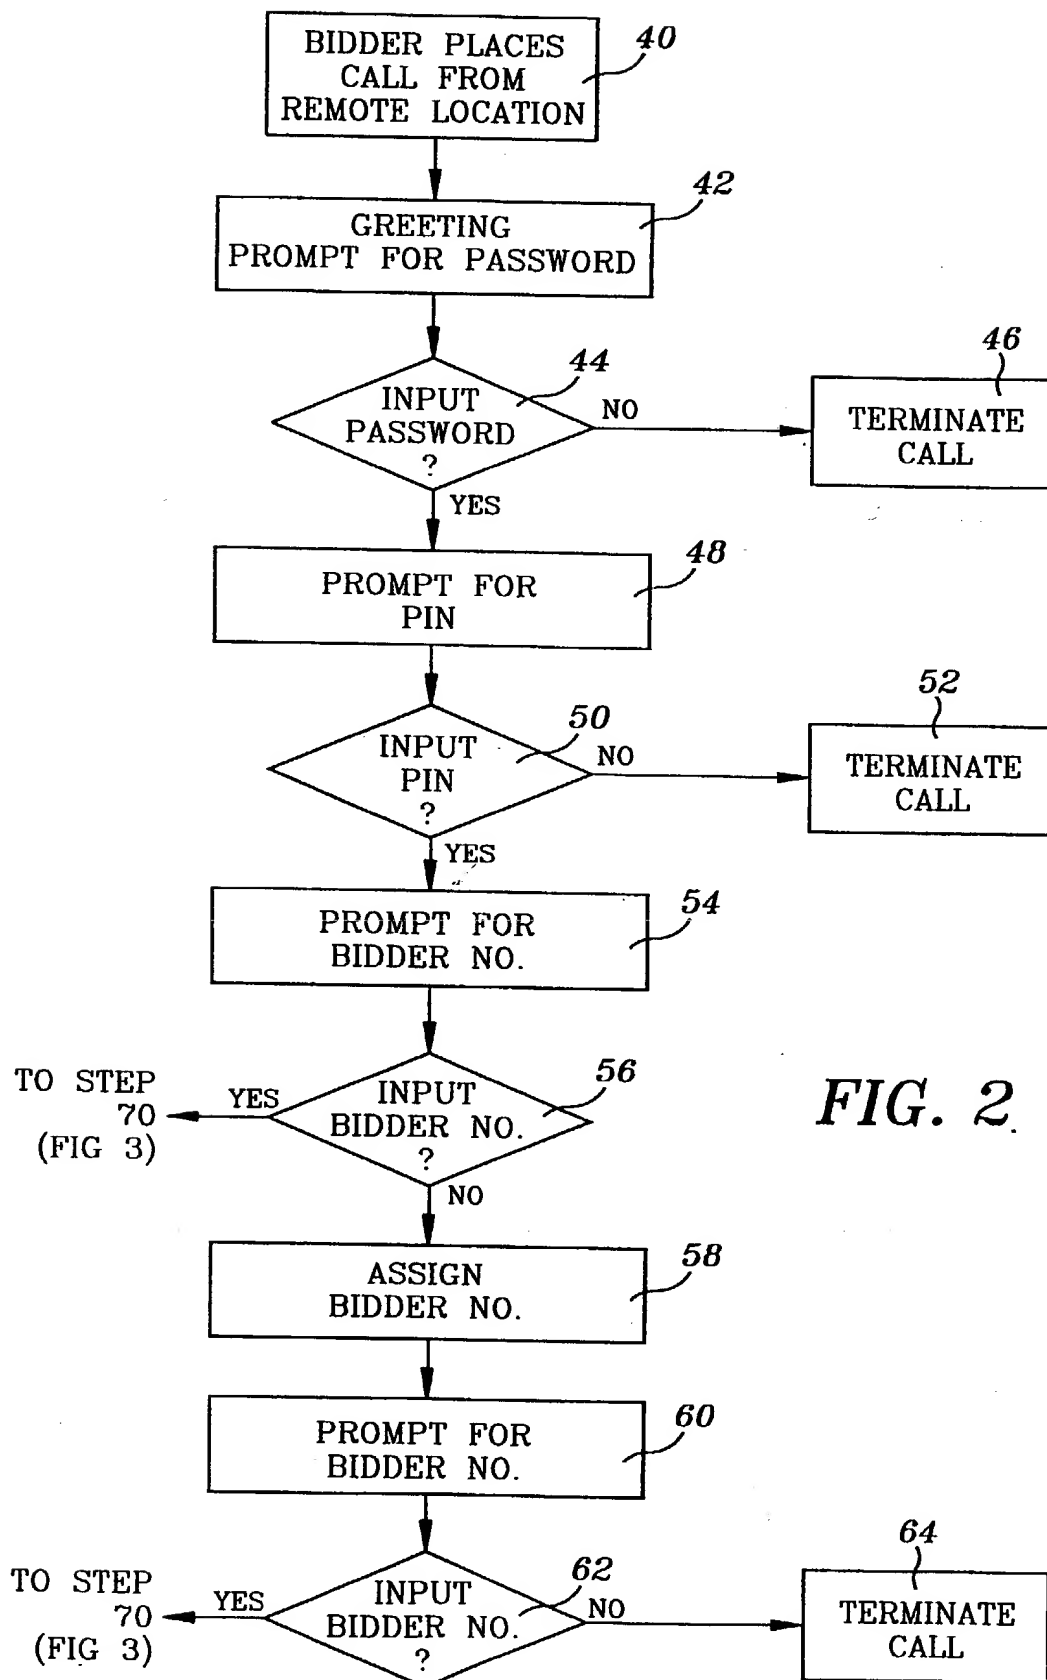 BIDDER PLACES
CALL FROM
REMOTE LOCATION
40
GREETING
PROMPT FOR PASSWORD
42
INPUT
PASSWORD
?
44
NO
TERMINATE
CALL
46
YES
PROMPT FOR
PIN
48
INPUT
PIN
?
50
NO
TERMINATE
CALL
52
YES
PROMPT FOR
BIDDER NO.
54
INPUT
BIDDER NO.
?
56
YES
TO STEP
70
(FIG 3)
FIG. 2
NO
ASSIGN
BIDDER NO.
58
PROMPT FOR
BIDDER NO.
60
INPUT
BIDDER NO.
?
62
YES
TO STEP
70
(FIG 3)
NO
TERMINATE
CALL
64